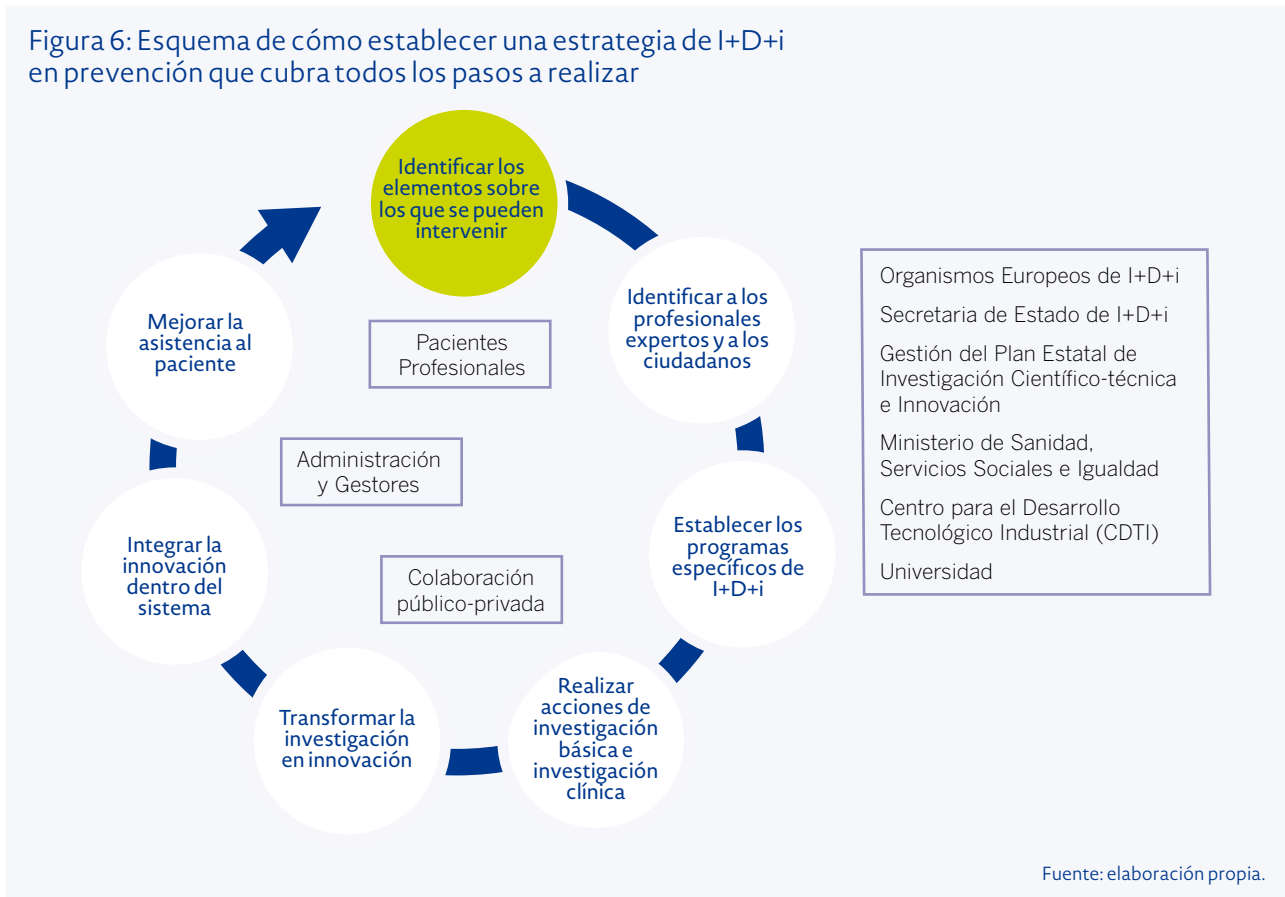 Figura 6: Esquema de cómo establecer una estrategia de I+D+i
en prevención que cubra todos los pasos a realizar
Identificar los
elementos sobre
los que se pueden
intervenir
Identificar a los
profesionales
expertos y a los
ciudadanos
Establecer los
programas
específicos de
I+D+i
Realizar
acciones de
investigación
básica e
investigación
clínica
Transformar la
investigación
en innovación
Integrar la
innovación
dentro del
sistema
Mejorar la
asistencia al
paciente
Pacientes
Profesionales
Administración
y Gestores
Colaboración
público-privada
Organismos Europeos de I+D+i
Secretaria de Estado de I+D+i
Gestión del Plan Estatal de
Investigación Científico-técnica
e Innovación
Ministerio de Sanidad,
Servicios Sociales e Igualdad
Centro para el Desarrollo
Tecnológico Industrial (CDTI)
Universidad
Fuente: elaboración propia.